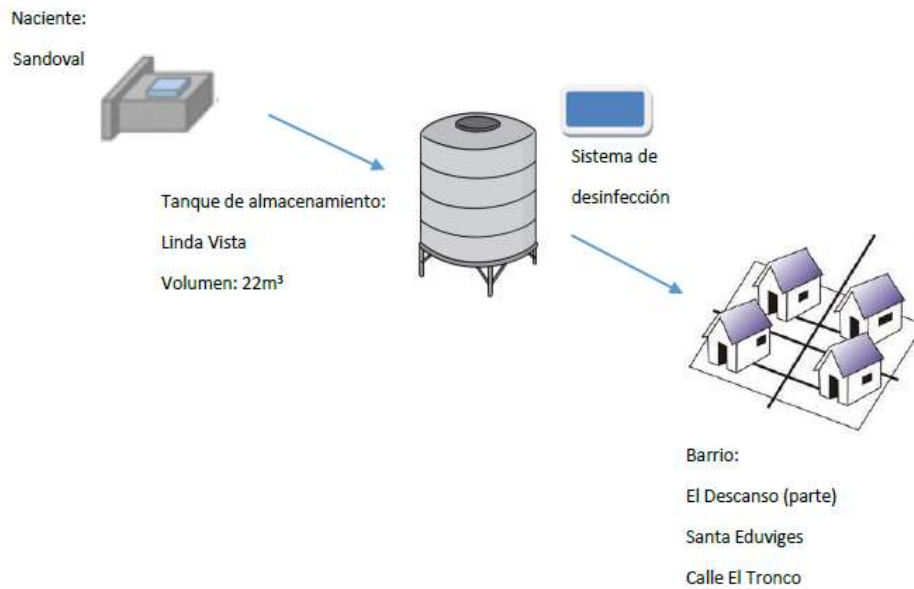 Naciente:
Sandoval
Tanque de almacenamiento:
Linda Vista
Volumen: 22m³
Sistema de
desinfección
Barrio:
El Descanso (parte)
Santa Eduviges
Calle El Tronco